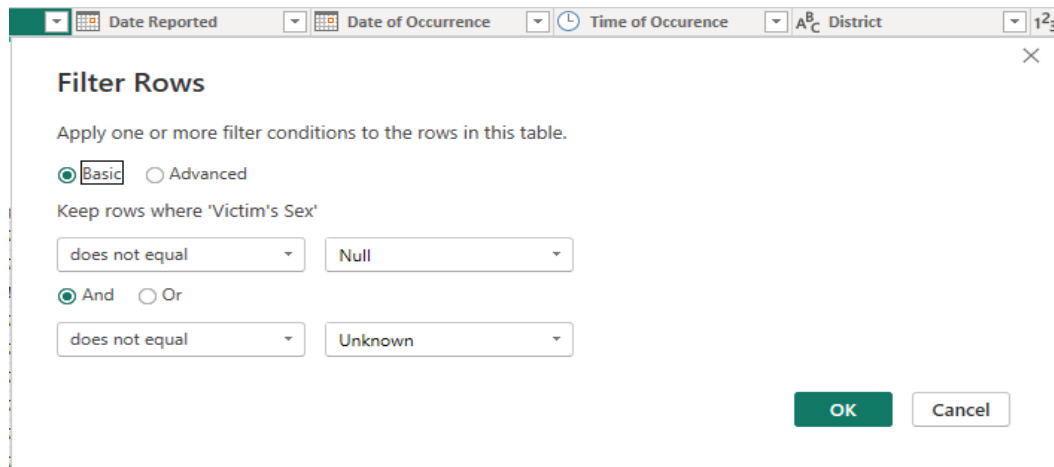 Date Reported Date of Occurrence Time of Occurence ABC District 123
Filter Rows
Apply one or more filter conditions to the rows in this table.
Basic Advanced
Keep rows where 'Victim's Sex'
does not equal Null
And Or
does not equal Unknown
OK Cancel